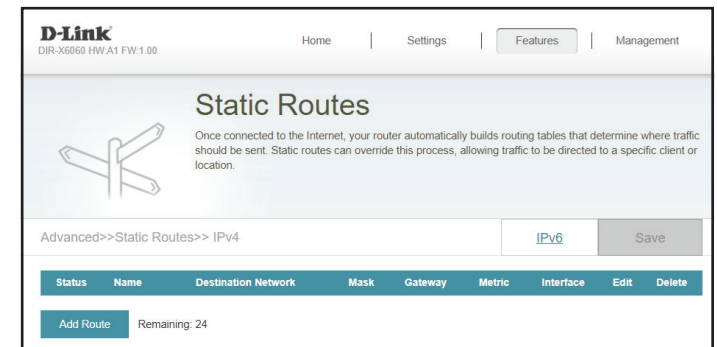 D-Link
DIR-X6060 HW:A1 FW:1.00
Home | Settings | Features | Management
Static Routes
Once connected to the Internet, your router automatically builds routing tables that determine where traffic
should be sent. Static routes can override this process, allowing traffic to be directed to a specific client or
location.
Advanced>>Static Routes>> IPv4
IPv6
Save
Status Name Destination Network Mask Gateway Metric Interface Edit Delete
Add Route Remaining: 24